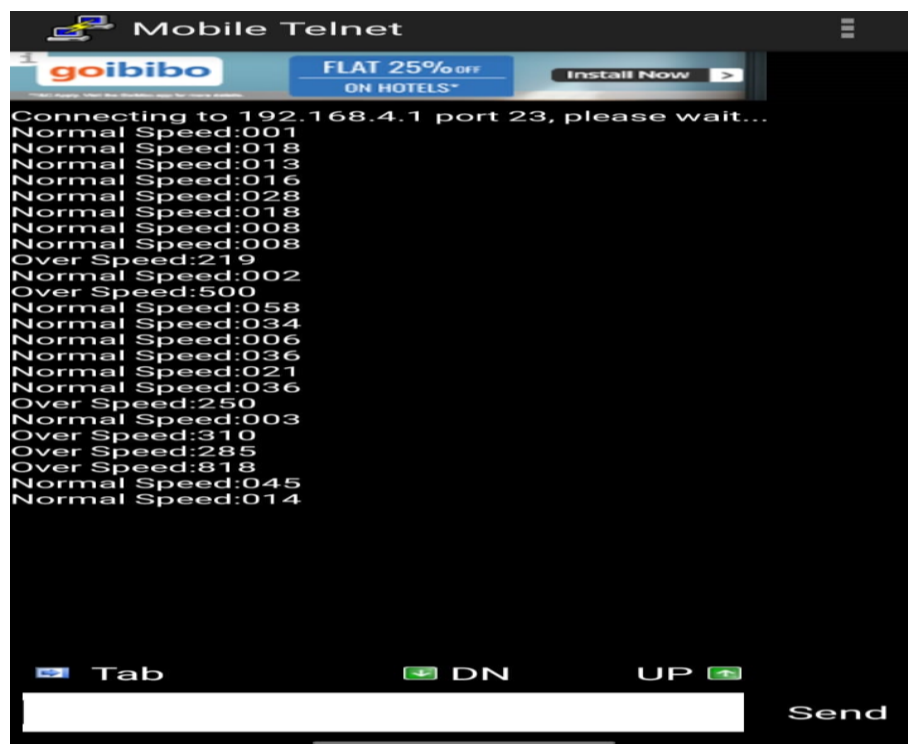 Mobile Telnet
goibibo
FLAT 25% OFF
ON HOTELS*
Install Now >
Connecting to 192.168.4.1 port 23, please wait...
Normal Speed:001
Normal Speed:018
Normal Speed:013
Normal Speed:016
Normal Speed:028
Normal Speed:018
Normal Speed:008
Normal Speed:008
Over Speed:219
Normal Speed:002
Over Speed:500
Normal Speed:058
Normal Speed:034
Normal Speed:006
Normal Speed:036
Normal Speed:021
Normal Speed:036
Over Speed:250
Normal Speed:003
Over Speed:310
Over Speed:285
Over Speed:818
Normal Speed:045
Normal Speed:014
Tab DN UP
Send